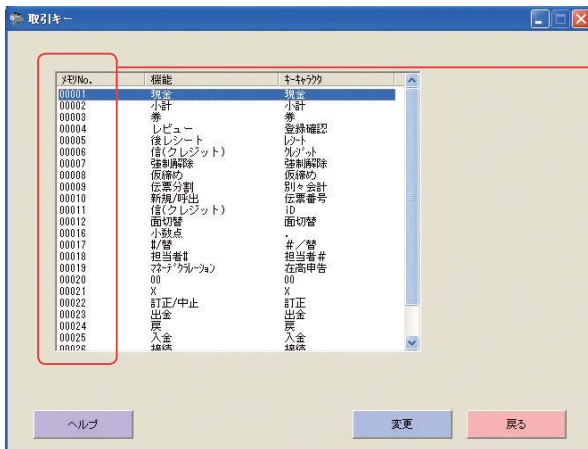 取引キー
メモリNo. 機能 キーキャラクタ
00001 現金 現金
00002 小計 小計
00003 券 券
00004 レビュー 登録確認
00005 後レシート レシート
00006 信(クレジット) クレジット
00007 強制解除 強制解除
00008 仮締め 仮締め
00009 伝票分割 別々会計
00010 新規/呼出 伝票番号
00011 信(クレジット) iD
00012 面切替 面切替
00016 小数点 .
00017 #/替 #/替
00018 担当者# 担当者#
00019 マネーデクラレーション 在高申告
00020 00 00
00021 X X
00022 訂正/中止 訂正
00023 出金 出金
00024 戻 戻
00025 入金 入金
00026 接続 接続
ヘルプ 変更 戻る